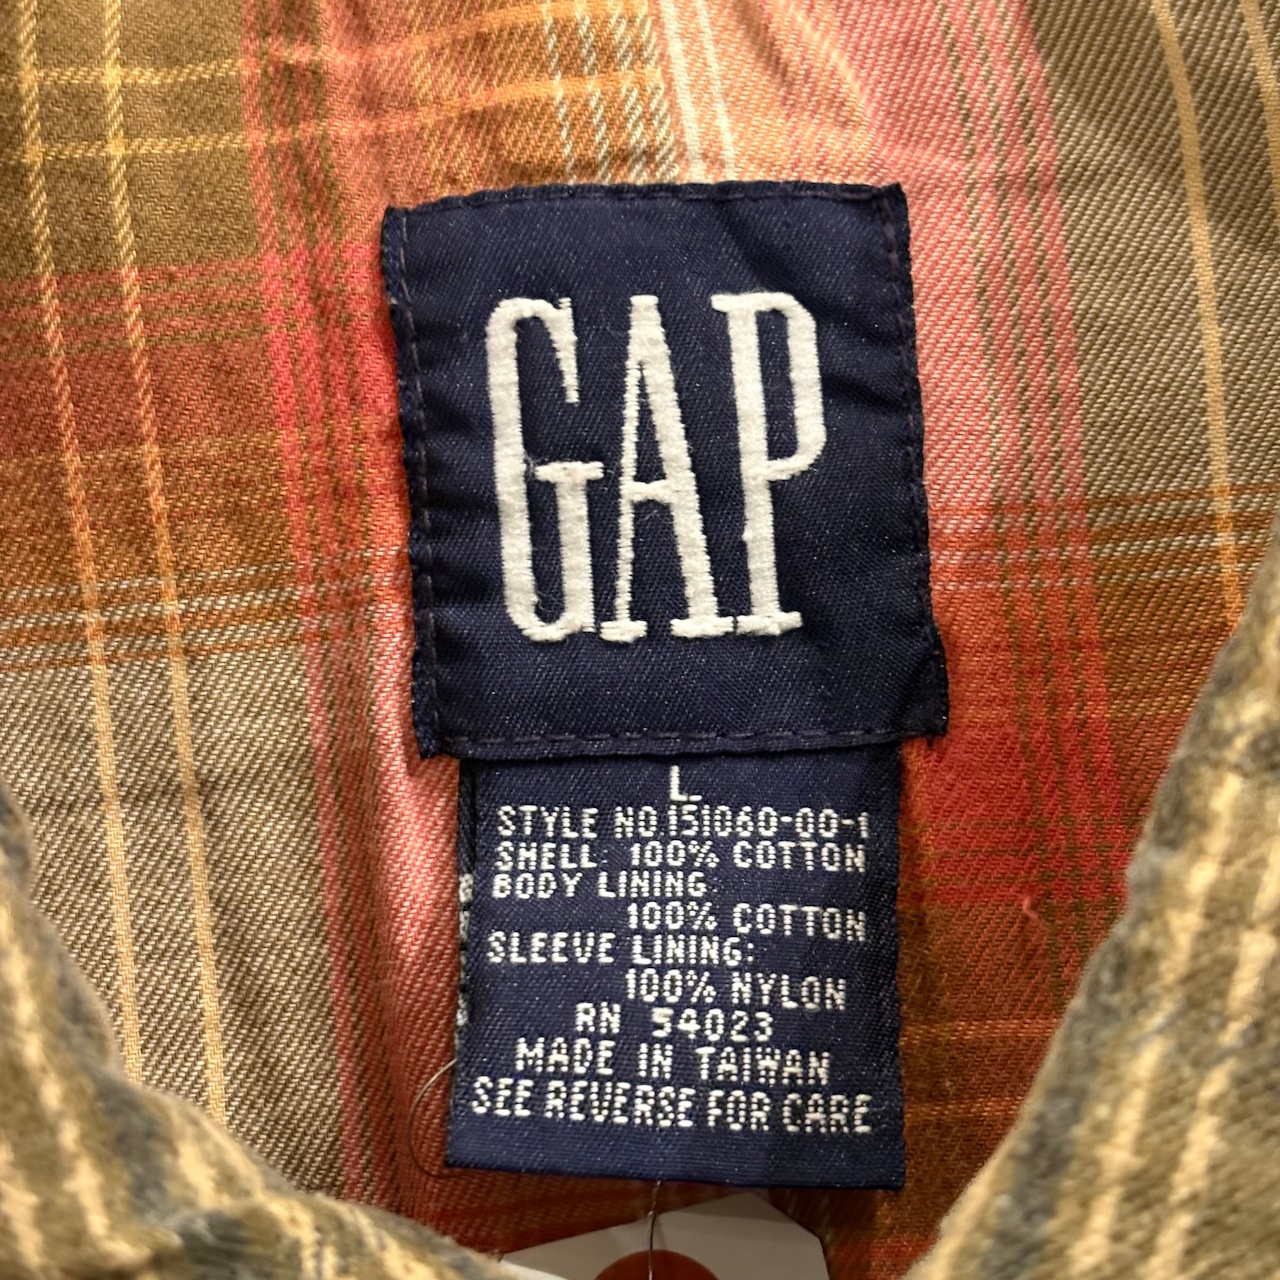 GAP
L
STYLE NO.151060-00-1
SHELL: 100% COTTON
BODY LINING:
100% COTTON
SLEEVE LINING:
100% NYLON
RN 54023
MADE IN TAIWAN
SEE REVERSE FOR CARE